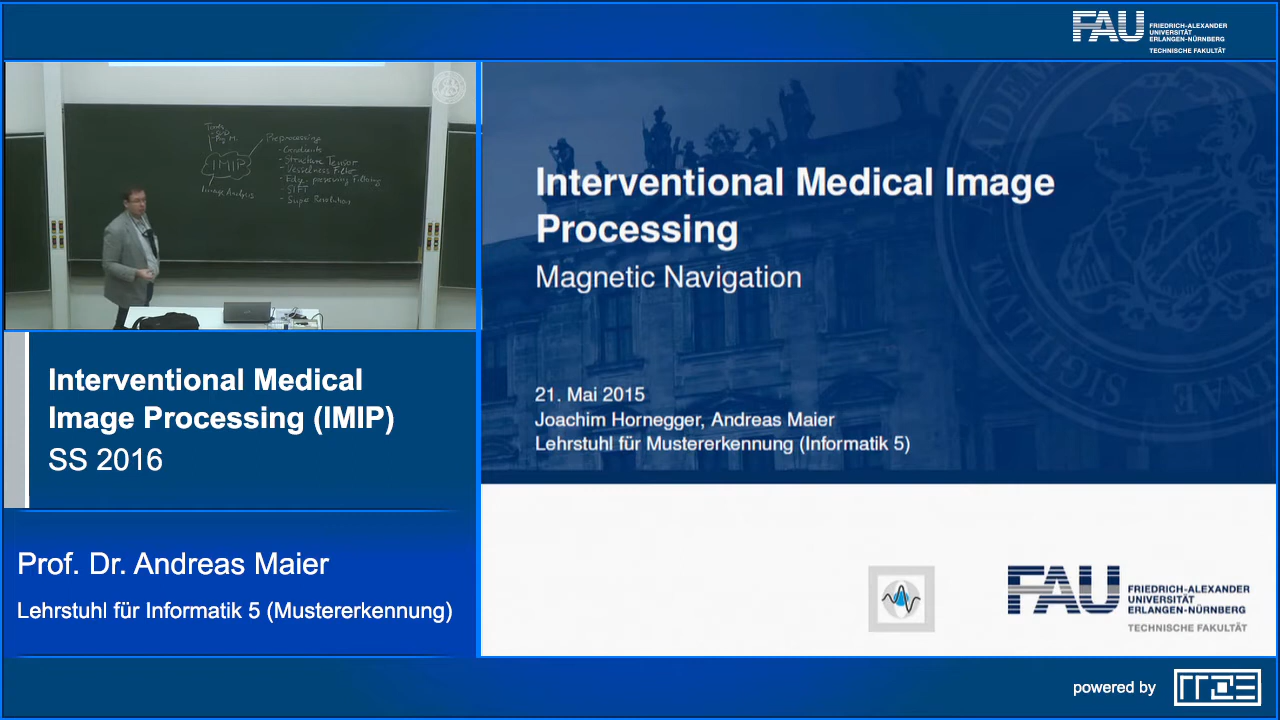 FAU
FRIEDRICH-ALEXANDER
UNIVERSITÄT
ERLANGEN-NÜRNBERG
TECHNISCHE FAKULTÄT
IMIP
Image Analysis
Preprocessing
- Gradients
- Structure Tensor
- Vesselness Filter
- Edge-preserving Filtering
- SIFT
- Super Resolution
Interventional Medical
Image Processing (IMIP)
SS 2016
Prof. Dr. Andreas Maier
Lehrstuhl für Informatik 5 (Mustererkennung)
Interventional Medical Image
Processing
Magnetic Navigation
21. Mai 2015
Joachim Hornegger, Andreas Maier
Lehrstuhl für Mustererkennung (Informatik 5)
FAU
FRIEDRICH-ALEXANDER
UNIVERSITÄT
ERLANGEN-NÜRNBERG
TECHNISCHE FAKULTÄT
powered by